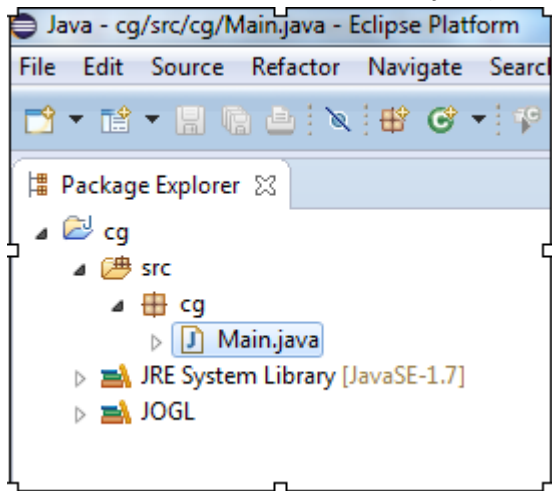 Java - cg/src/cg/Main.java - Eclipse Platform
File Edit Source Refactor Navigate Search
Package Explorer
cg
src
cg
Main.java
JRE System Library [JavaSE-1.7]
JOGL